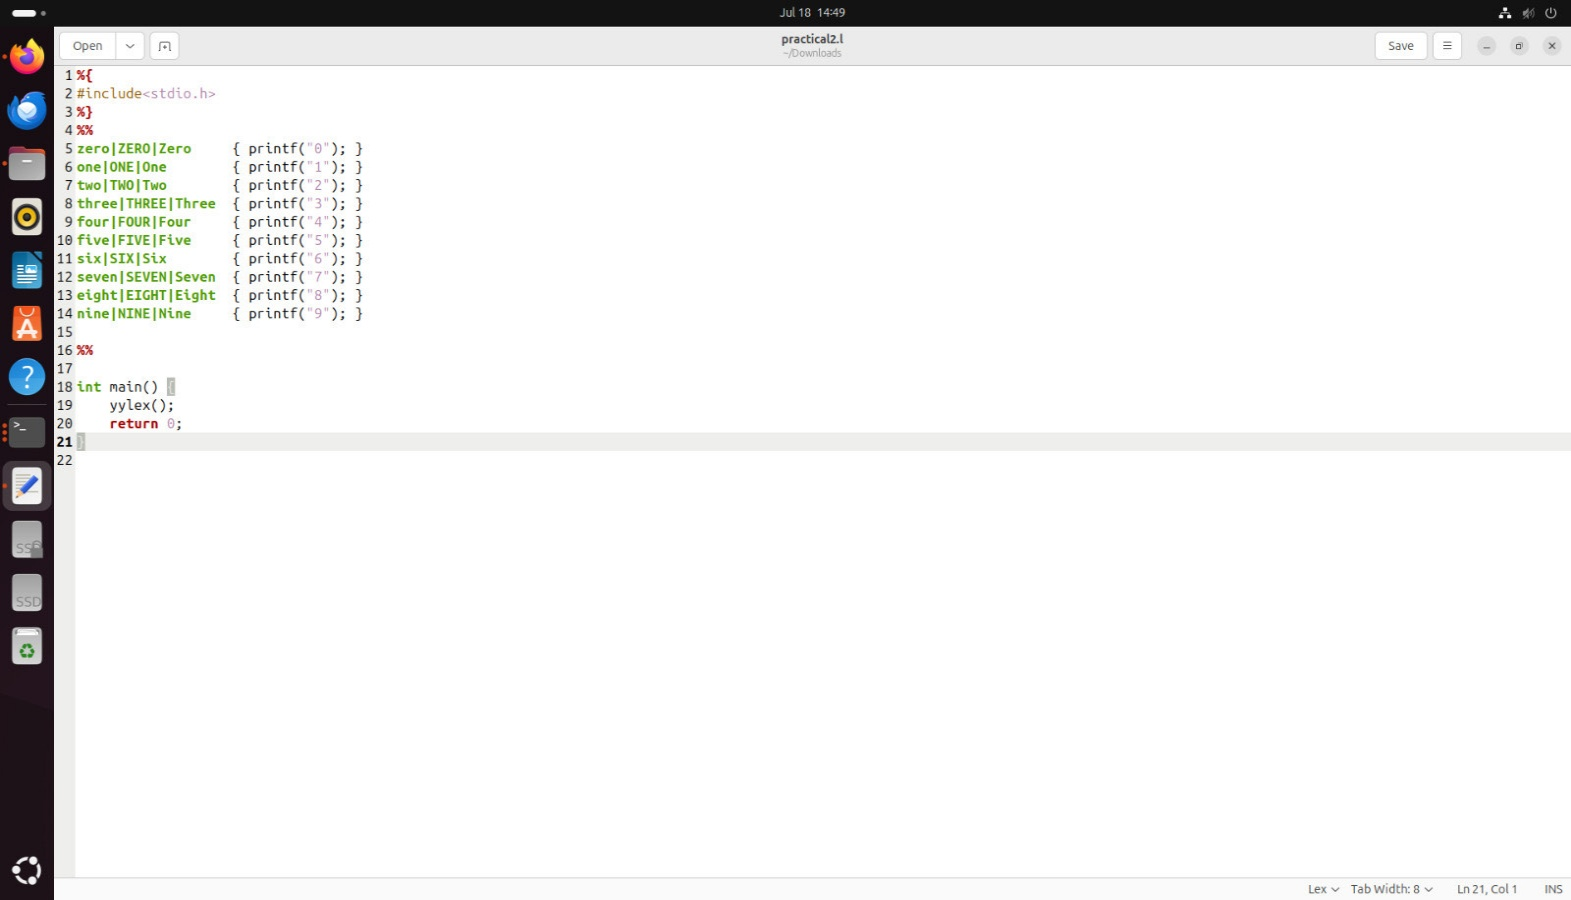 Jul 18 14:49
Open
practical2.l
~/Downloads
Save
1 %{
2 #include<stdio.h>
3 %}
4 %%
5 zero|ZERO|Zero     { printf("0"); }
6 one|ONE|One        { printf("1"); }
7 two|TWO|Two        { printf("2"); }
8 three|THREE|Three  { printf("3"); }
9 four|FOUR|Four     { printf("4"); }
10 five|FIVE|Five     { printf("5"); }
11 six|SIX|Six        { printf("6"); }
12 seven|SEVEN|Seven  { printf("7"); }
13 eight|EIGHT|Eight  { printf("8"); }
14 nine|NINE|Nine     { printf("9"); }
15
16 %%
17
18 int main() {
19     yylex();
20     return 0;
21 }
22
SSD
SSD
Lex Tab Width: 8 Ln 21, Col 1 INS